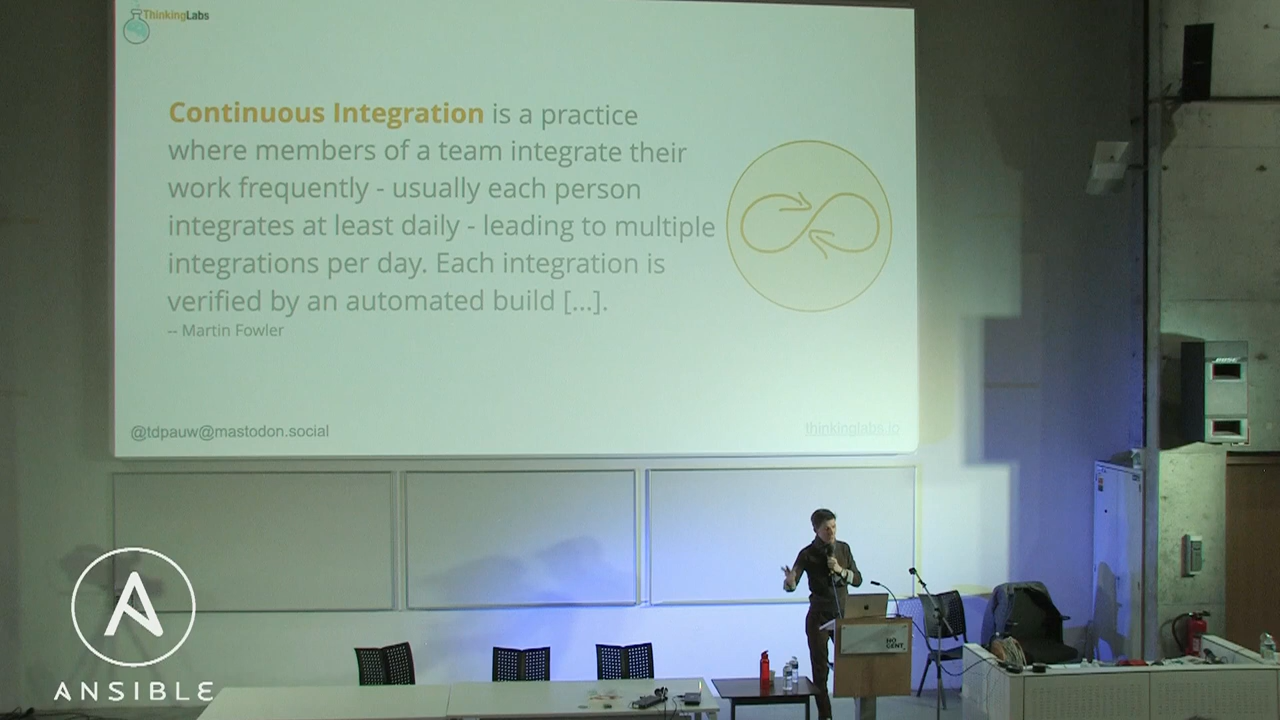 ThinkingLabs
Continuous Integration is a practice
where members of a team integrate their
work frequently - usually each person
integrates at least daily - leading to multiple
integrations per day. Each integration is
verified by an automated build [...].
-- Martin Fowler
@tdpauw@mastodon.social
thinkinglabs.io
HO
GENT
ANSIBLE